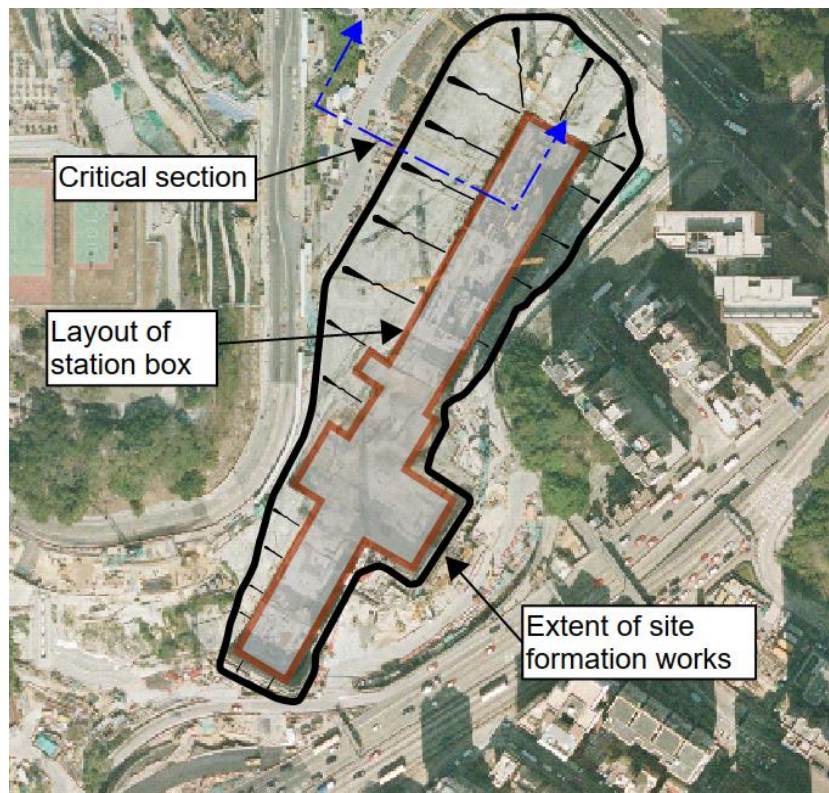 Critical section
Layout of
station box
Extent of site
formation works